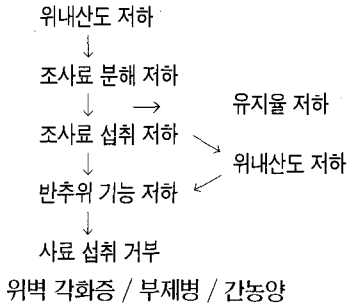 위내산도 저하
조사료 분해 저하
유지율 저하
조사료 섭취 저하
위내산도 저하
반추위 기능 저하
사료 섭취 거부
위벽 각화증 / 부제병 / 간농양